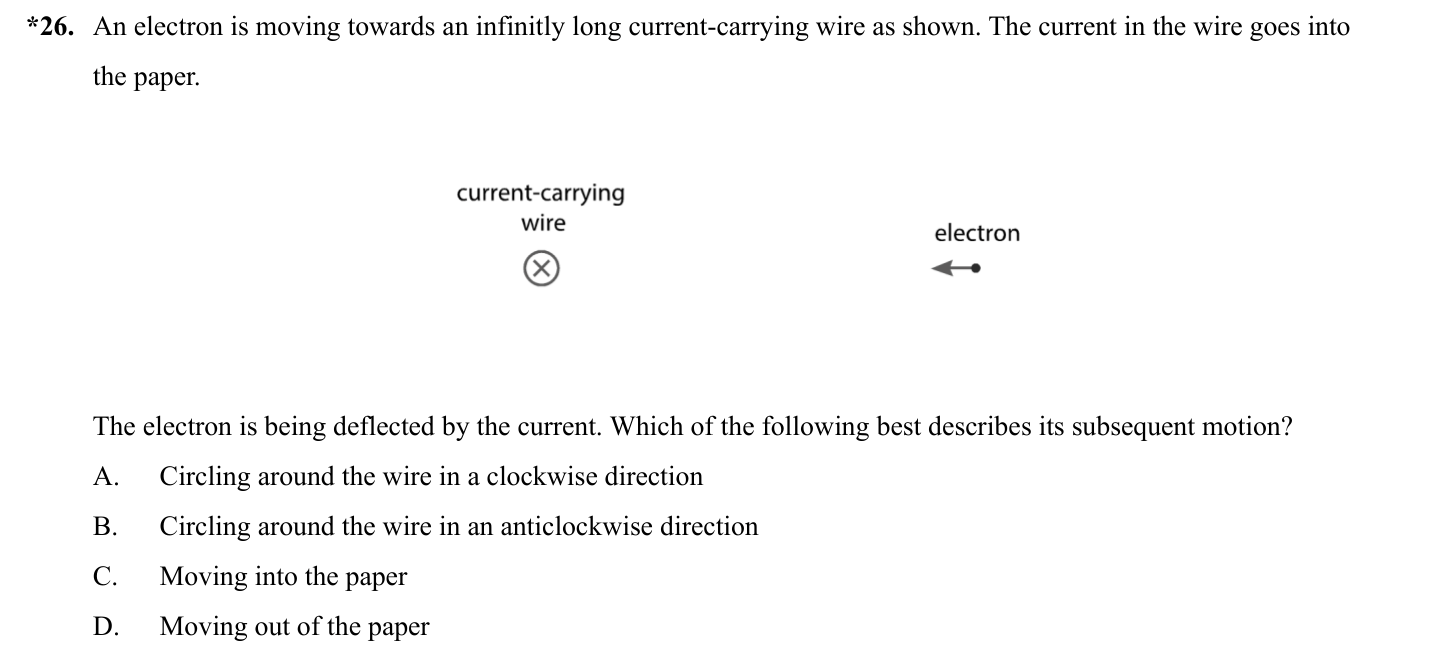 *26. An electron is moving towards an infinitly long current-carrying wire as shown. The current in the wire goes into
the paper.
current-carrying
wire
electron
The electron is being deflected by the current. Which of the following best describes its subsequent motion?
A. Circling around the wire in a clockwise direction
B. Circling around the wire in an anticlockwise direction
C. Moving into the paper
D. Moving out of the paper